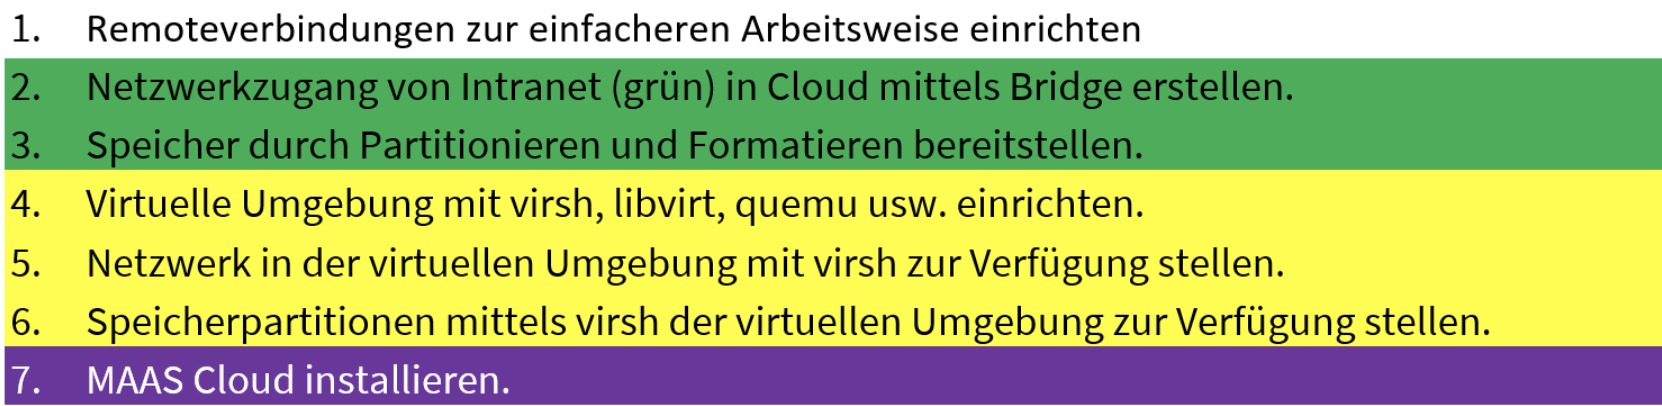 1. Remoteverbindungen zur einfacheren Arbeitsweise einrichten
2. Netzwerkzugang von Intranet (grün) in Cloud mittels Bridge erstellen.
3. Speicher durch Partitionieren und Formatieren bereitstellen.
4. Virtuelle Umgebung mit virsh, libvirt, quemu usw. einrichten.
5. Netzwerk in der virtuellen Umgebung mit virsh zur Verfügung stellen.
6. Speicherpartitionen mittels virsh der virtuellen Umgebung zur Verfügung stellen.
7. MAAS Cloud installieren.